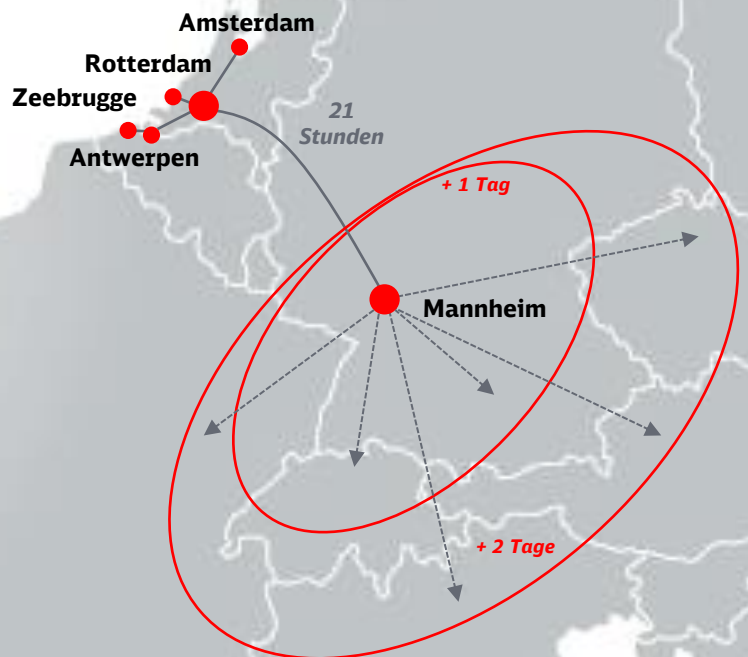 Amsterdam
Rotterdam
Zeebrugge
Antwerpen
21
Stunden
+ 1 Tag
Mannheim
+ 2 Tage